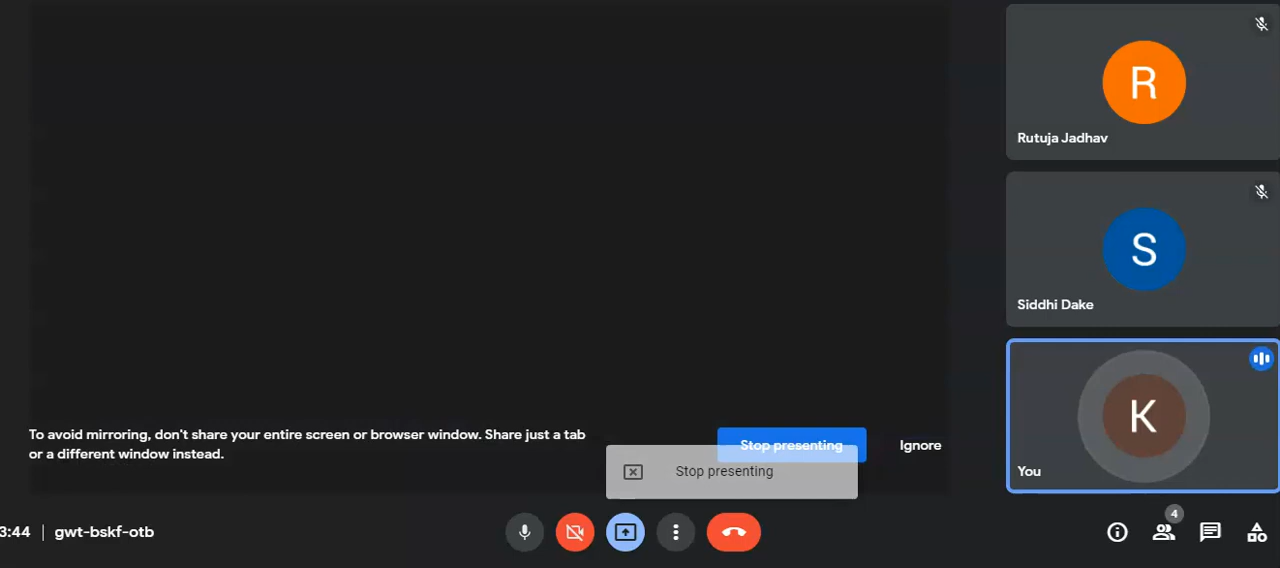 R
Rutuja Jadhav
S
Siddhi Dake
K
You
To avoid mirroring, don't share your entire screen or browser window. Share just a tab
or a different window instead.
Stop presenting
Ignore
Stop presenting
3:44 | gwt-bskf-otb
4